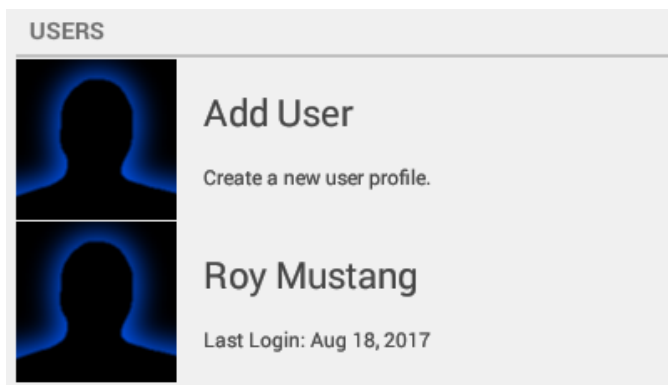 USERS
Add User
Create a new user profile.
Roy Mustang
Last Login: Aug 18, 2017